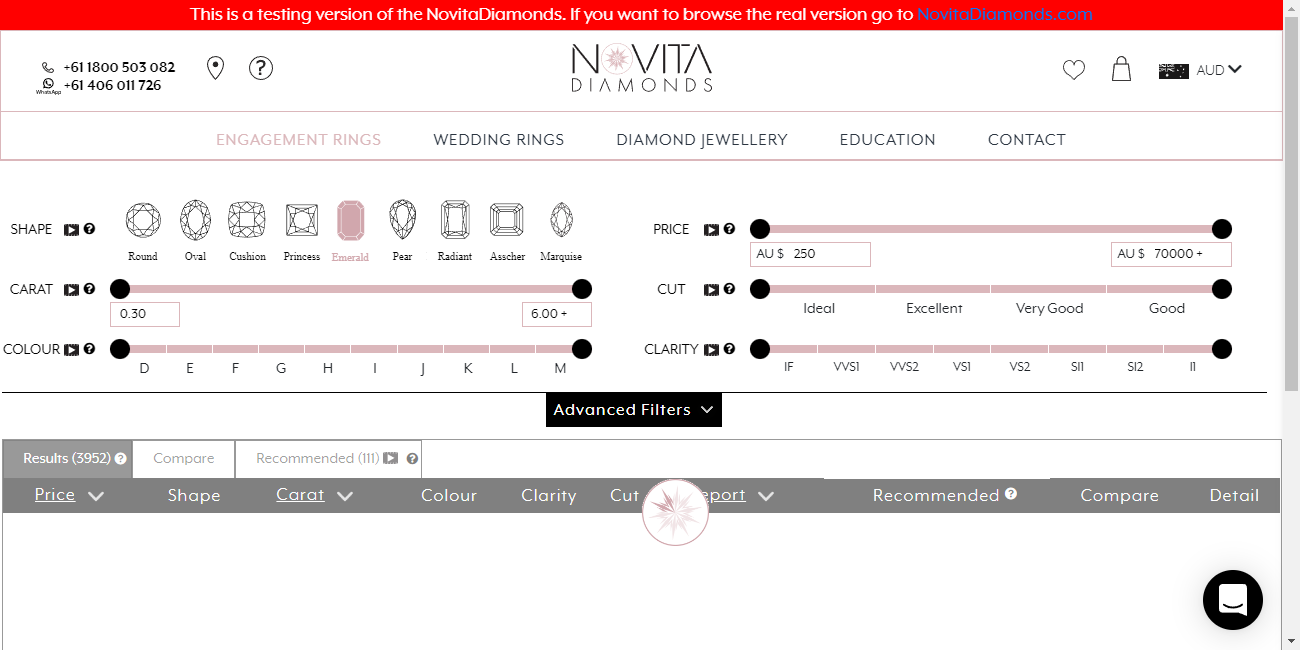 This is a testing version of the NovitaDiamonds. If you want to browse the real version go to NovitaDiamonds.com
+61 1800 503 082
WhatsApp +61 406 011 726
NOVITA
DIAMONDS
AUD
ENGAGEMENT RINGS WEDDING RINGS DIAMOND JEWELLERY EDUCATION CONTACT
SHAPE
Round Oval Cushion Princess Emerald Pear Radiant Asscher Marquise
PRICE
AU $ 250 AU $ 70000 +
CARAT
0.30 6.00 +
CUT
Ideal Excellent Very Good Good
COLOUR
D E F G H I J K L M
CLARITY
IF VVS1 VVS2 VS1 VS2 SI1 SI2 I1
Advanced Filters
Results (3952) Compare Recommended (111)
Price Shape Carat Colour Clarity Cut eport Recommended Compare Detail